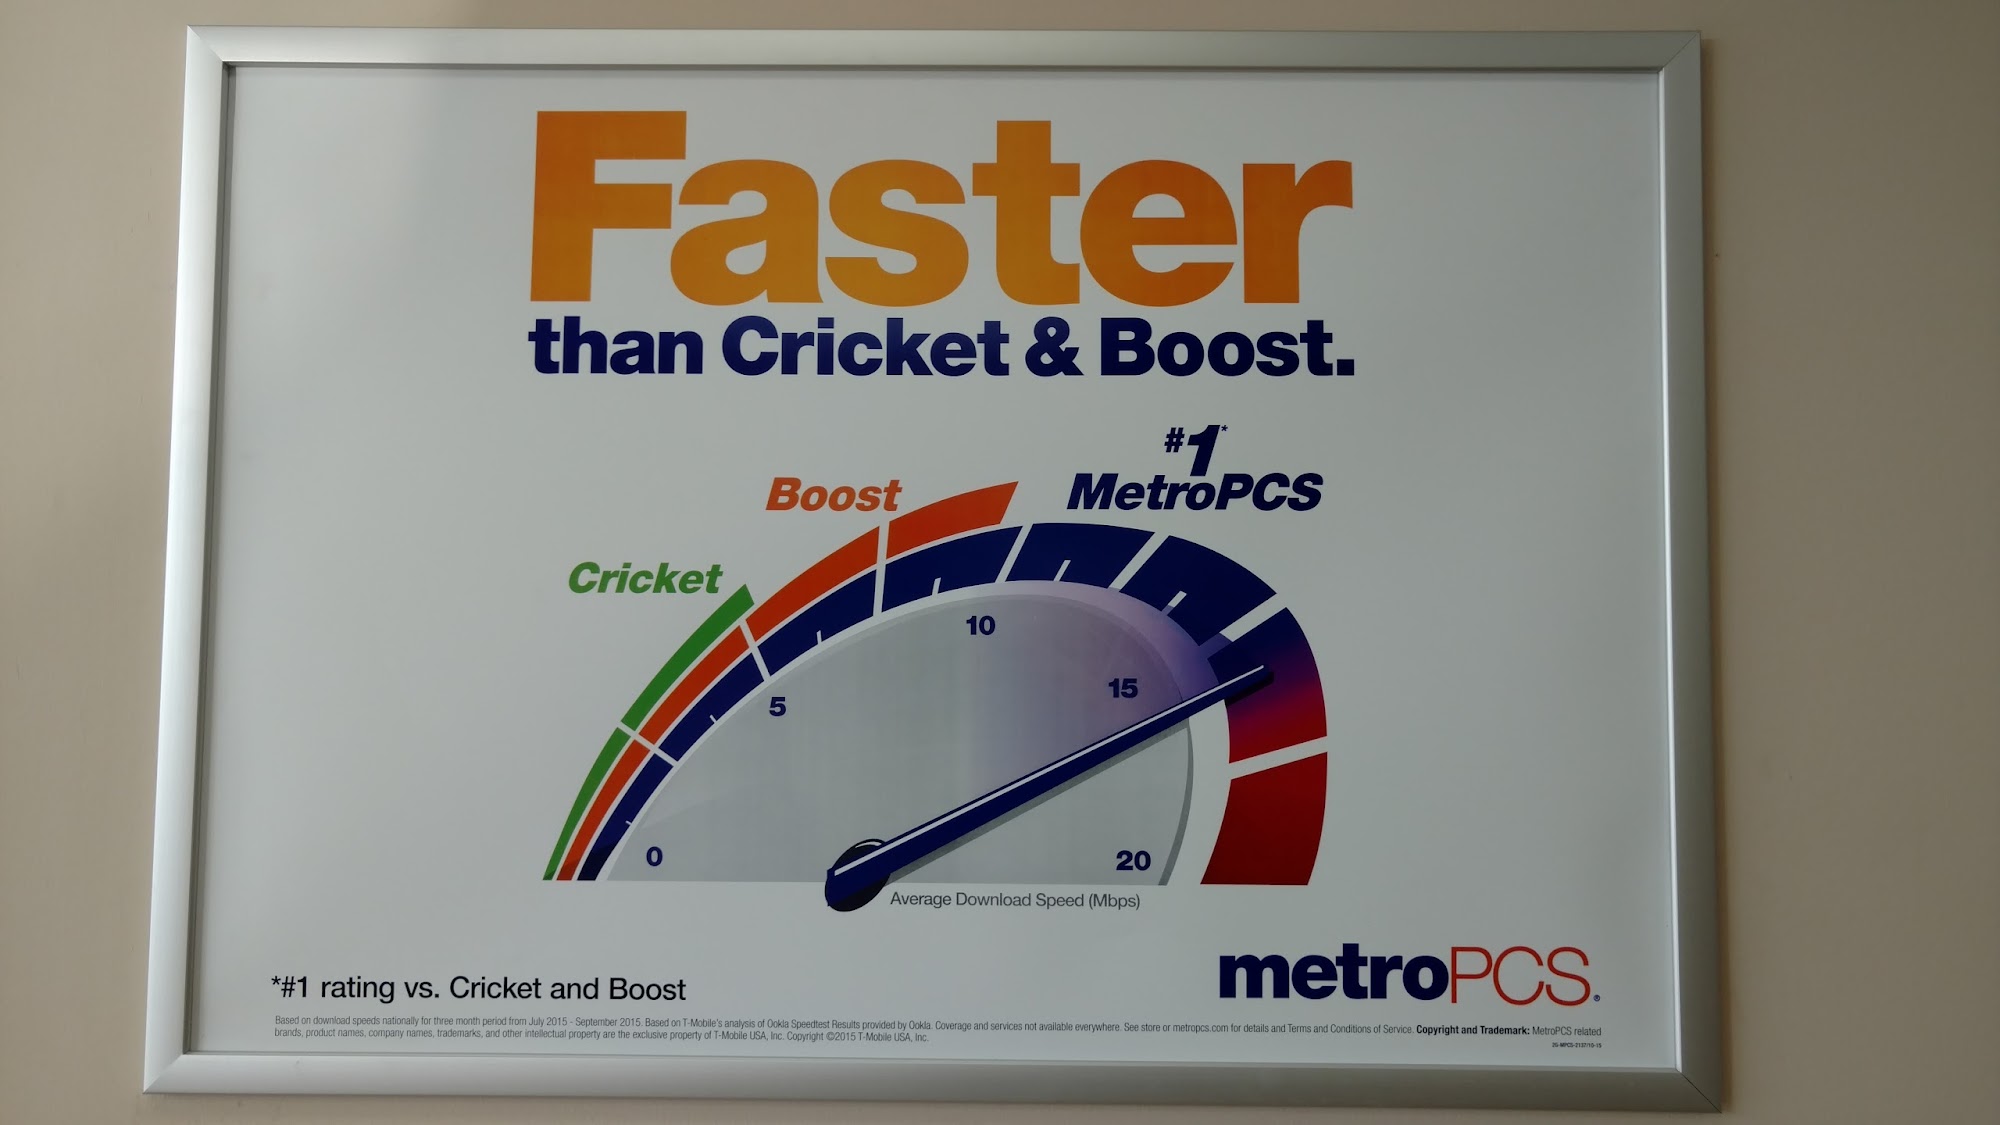 Faster
than Cricket & Boost.
#1*
MetroPCS
Boost
Cricket
10
15
5
0
20
Average Download Speed (Mbps)
metroPCS®
*#1 rating vs. Cricket and Boost
Based on download speeds nationally for three month period from July 2015 - September 2015. Based on T-Mobile's analysis of Ookla Speedtest Results provided by Ookla. Coverage and services not available everywhere. See store or metropcs.com for details and Terms and Conditions of Service. Copyright and Trademark: MetroPCS related
brands, product names, company names, trademarks, and other intellectual property are the exclusive property of T-Mobile USA, Inc. Copyright ©2015 T-Mobile USA, Inc.